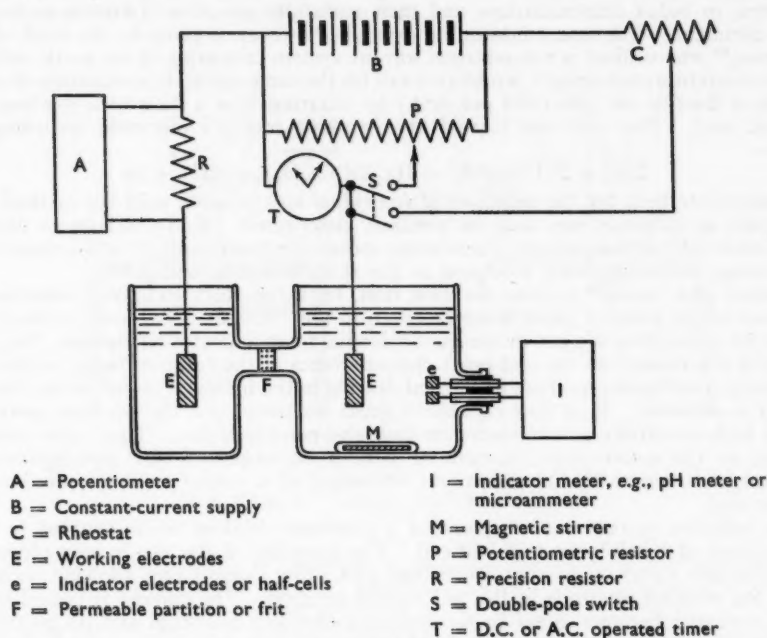 B
C
P
A
R
S
T
E
F
E
e
I
M
A = Potentiometer
B = Constant-current supply
C = Rheostat
E = Working electrodes
e = Indicator electrodes or half-cells
F = Permeable partition or frit
I = Indicator meter, e.g., pH meter or
microammeter
M = Magnetic stirrer
P = Potentiometric resistor
R = Precision resistor
S = Double-pole switch
T = D.C. or A.C. operated timer